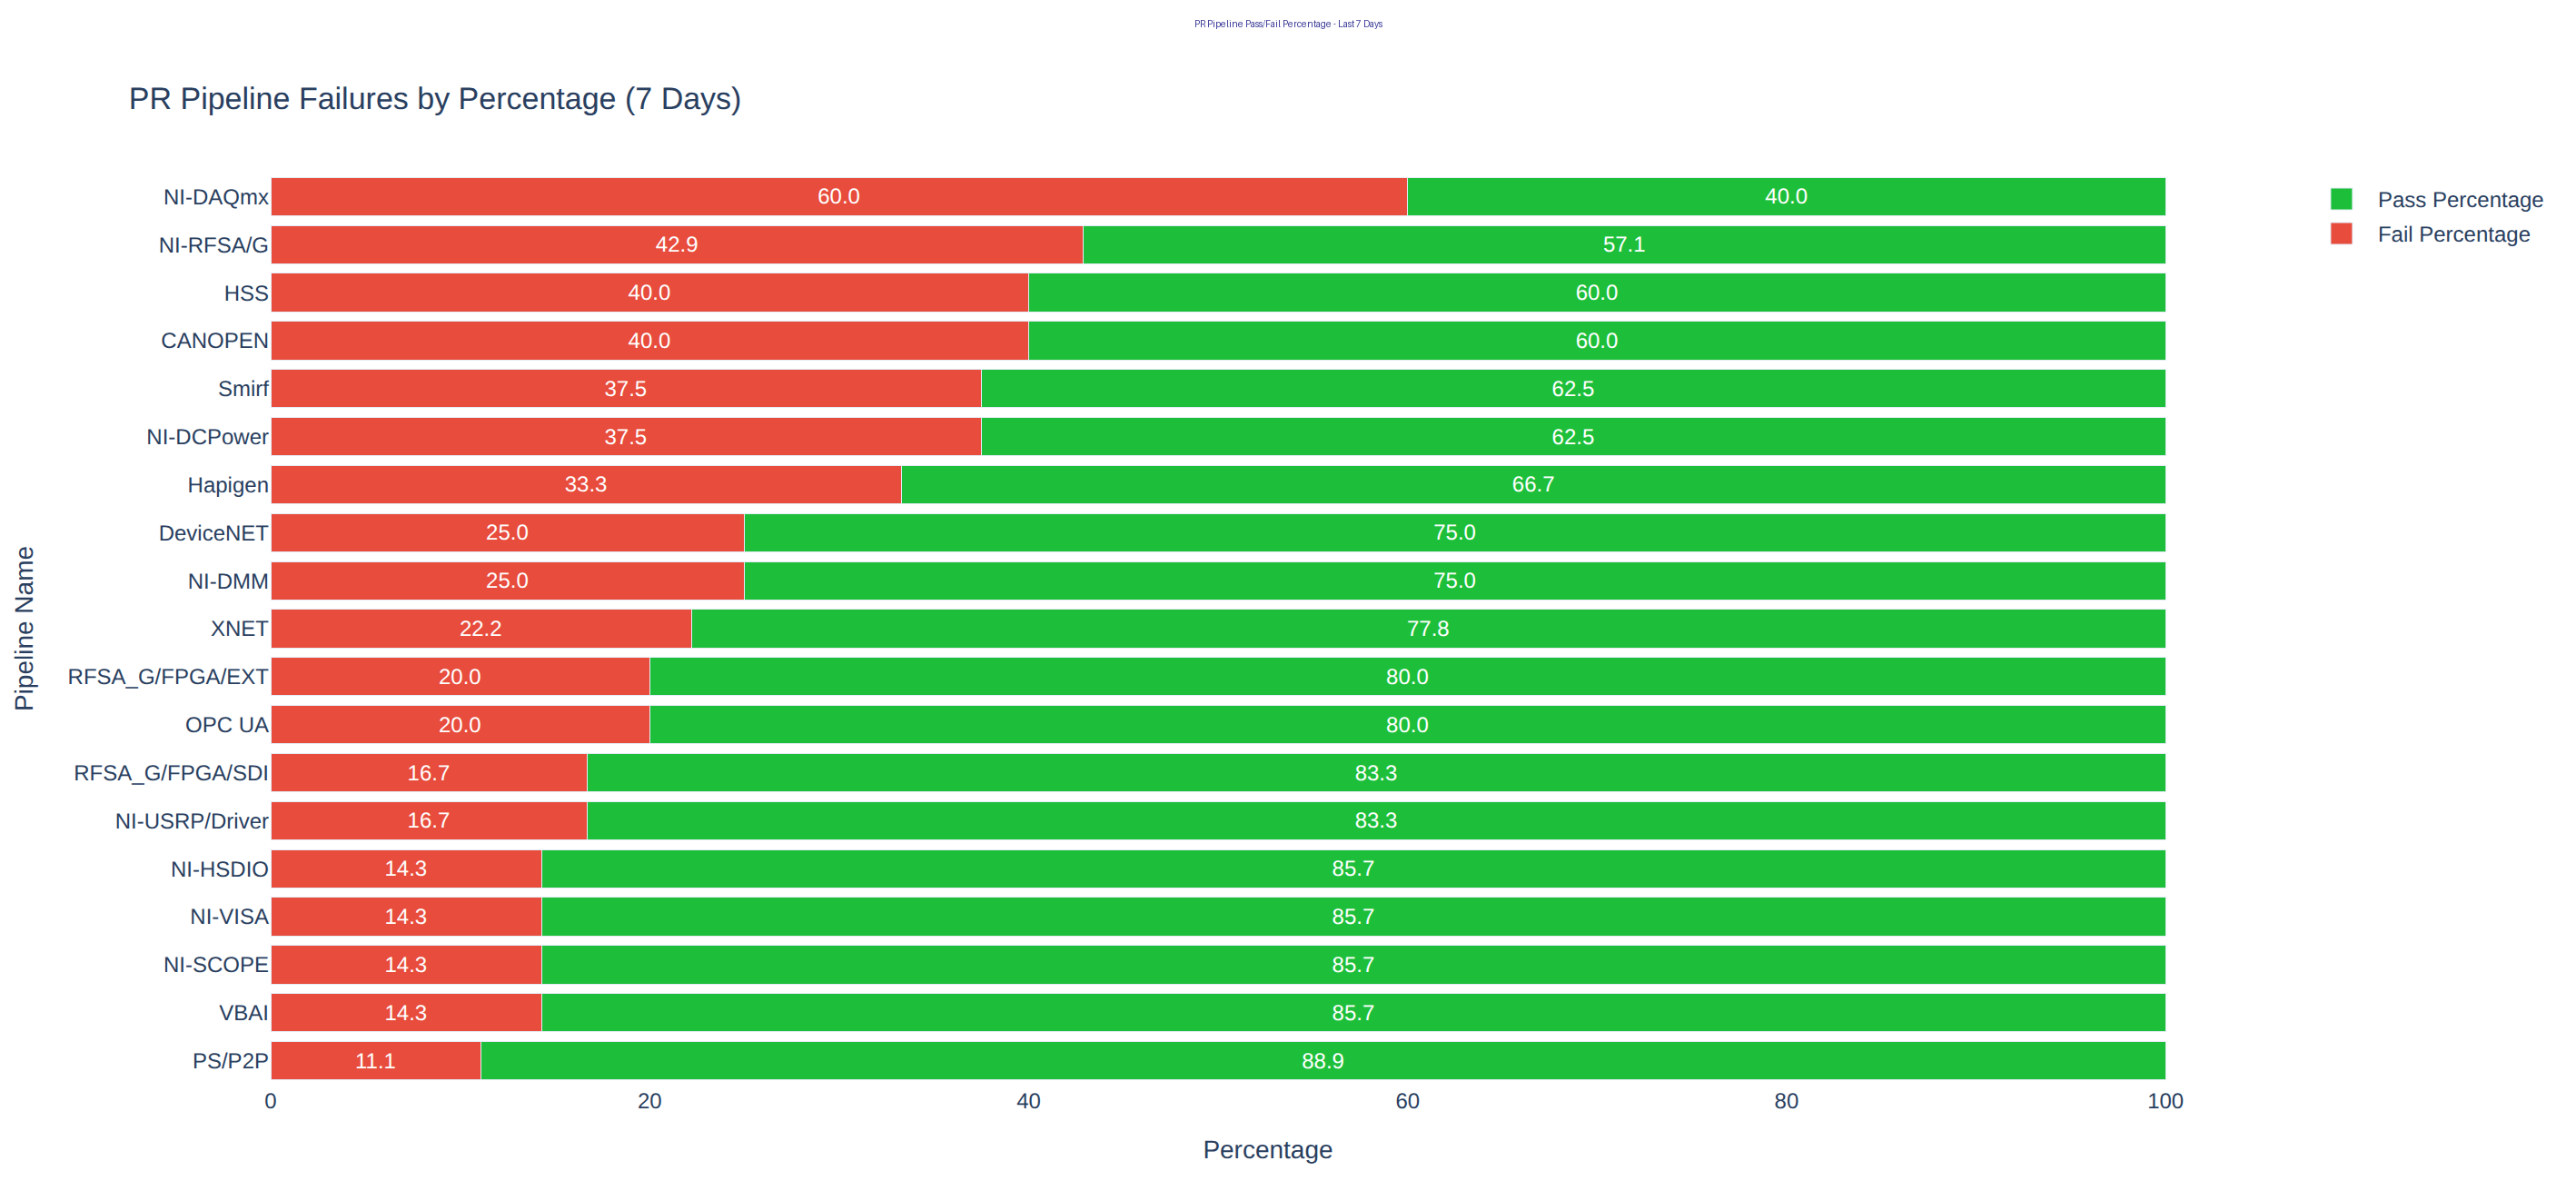 PR Pipeline Pass/Fail Percentage - Last 7 Days
PR Pipeline Failures by Percentage (7 Days)
Pass Percentage
Fail Percentage
Pipeline Name
NI-DAQmx 60.0 40.0
NI-RFSA/G 42.9 57.1
HSS 40.0 60.0
CANOPEN 40.0 60.0
Smirf 37.5 62.5
NI-DCPower 37.5 62.5
Hapigen 33.3 66.7
DeviceNET 25.0 75.0
NI-DMM 25.0 75.0
XNET 22.2 77.8
RFSA_G/FPGA/EXT 20.0 80.0
OPC UA 20.0 80.0
RFSA_G/FPGA/SDI 16.7 83.3
NI-USRP/Driver 16.7 83.3
NI-HSDIO 14.3 85.7
NI-VISA 14.3 85.7
NI-SCOPE 14.3 85.7
VBAI 14.3 85.7
PS/P2P 11.1 88.9
0 20 40 60 80 100
Percentage